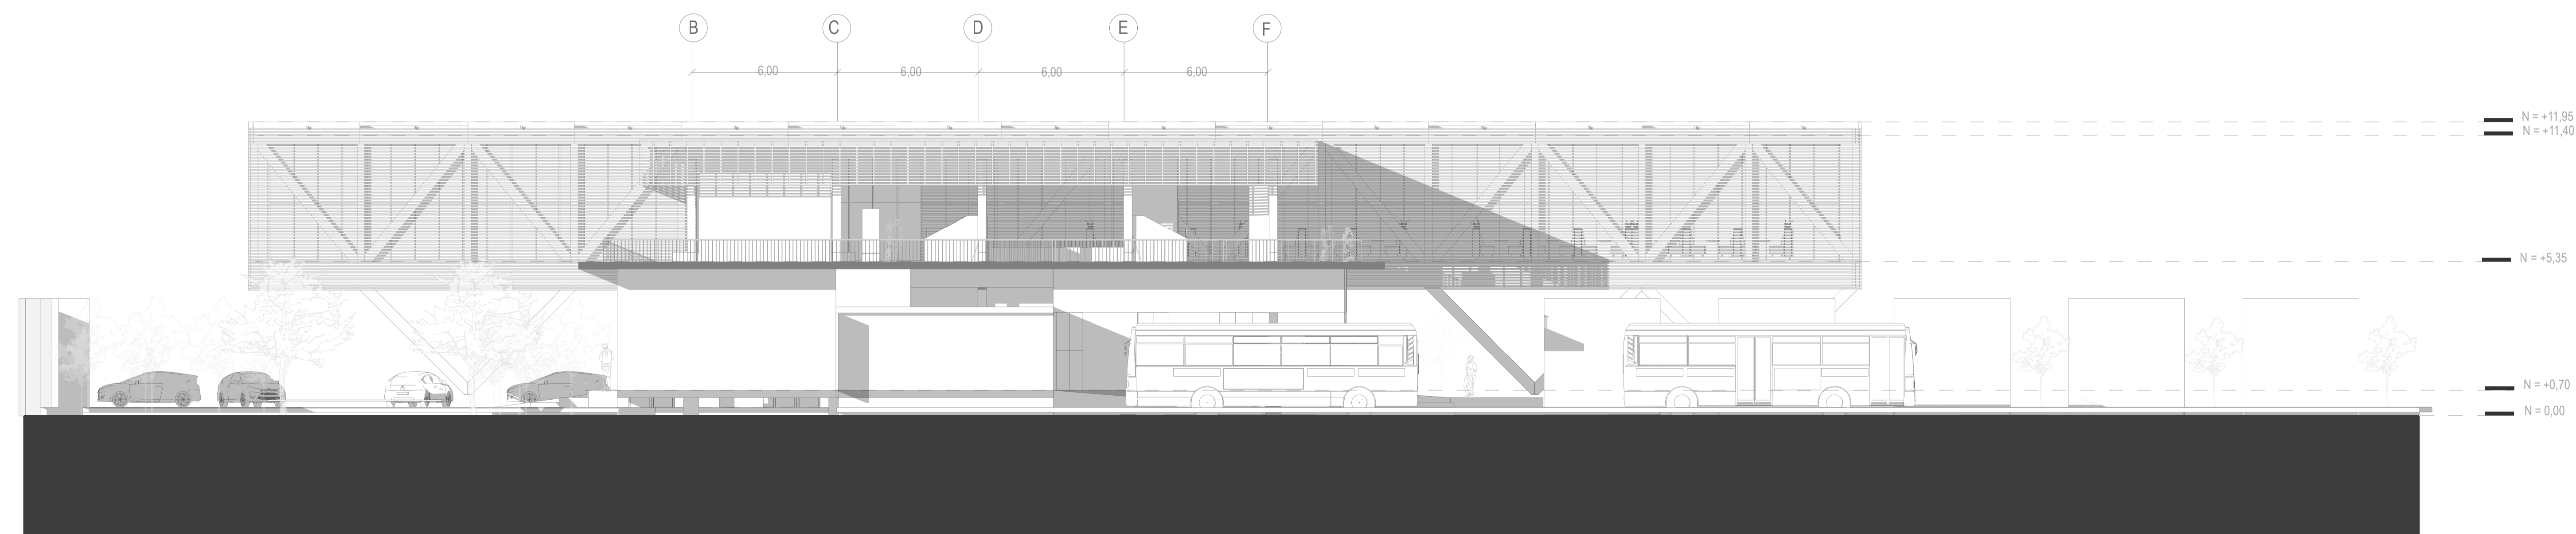 B C D E F
6,00 6,00 6,00 6,00
N = +11,95
N = +11,40
N = +5,35
N = +0,70
N = 0,00